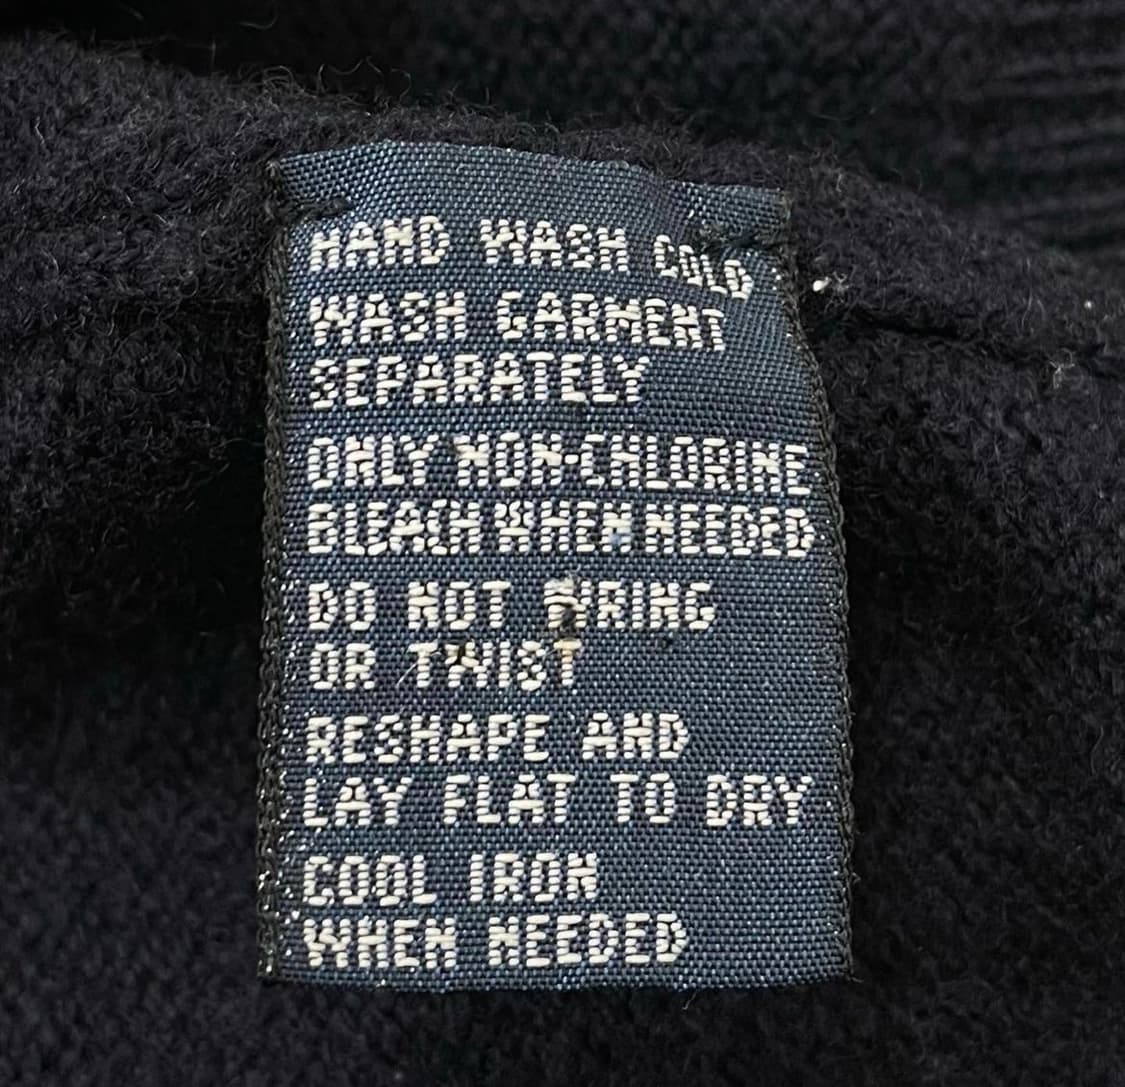 HAND WASH COLD
WASH GARMENT
SEPARATELY
ONLY NON-CHLORINE
BLEACH WHEN NEEDED
DO NOT WRING
OR TWIST
RESHAPE AND
LAY FLAT TO DRY
COOL IRON
WHEN NEEDED